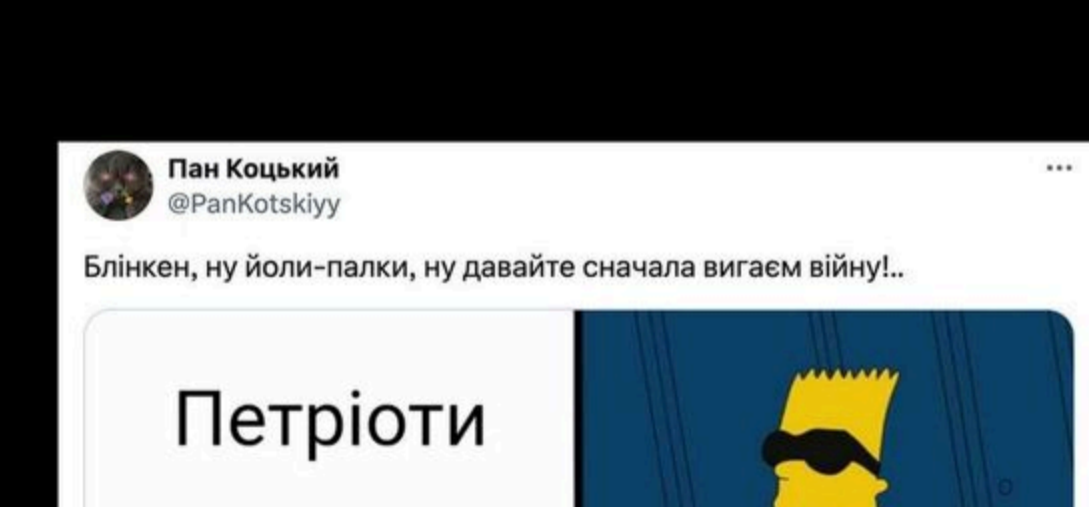 Пан Коцький
@PanKotskiyy
Блінкен, ну йоли-палки, ну давайте сначала вигаєм війну!..
Петріоти